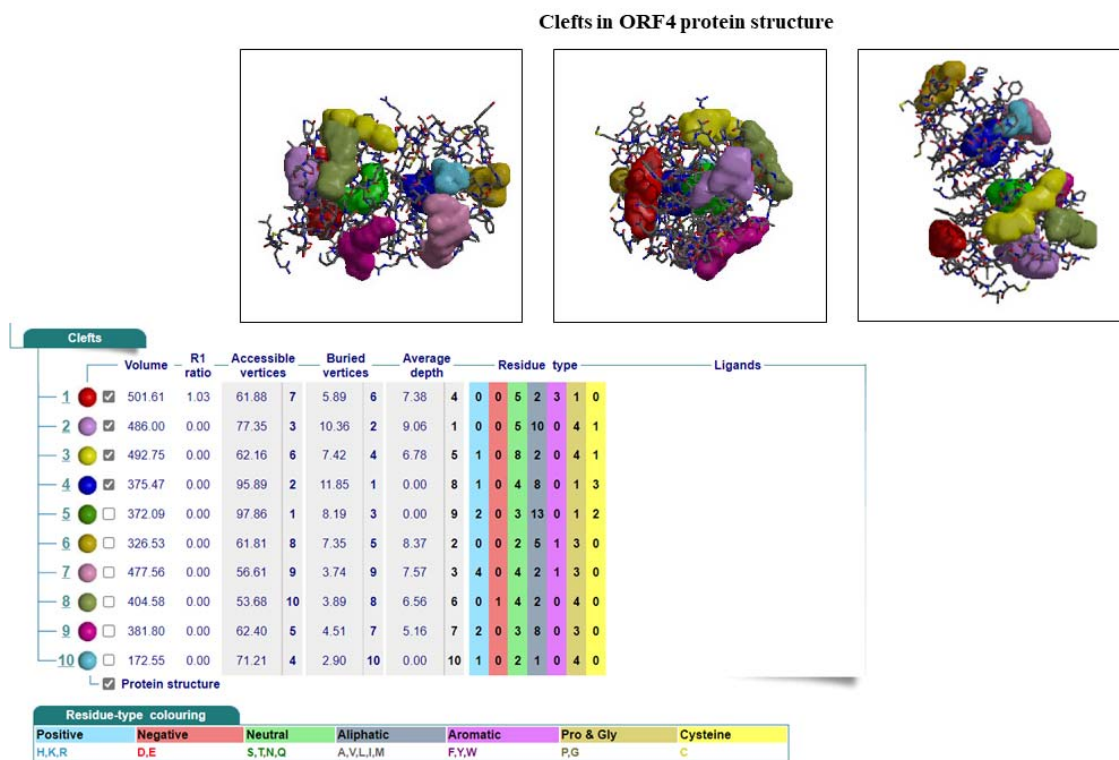 Clefts in ORF4 protein structure
Clefts
Volume R1 ratio Accessible vertices Buried vertices Average depth Residue type Ligands
1 501.61 1.03 61.88 7 5.89 6 7.38 4 0 0 5 2 3 1 0
2 486.00 0.00 77.35 3 10.36 2 9.06 1 0 0 5 10 0 4 1
3 492.75 0.00 62.16 6 7.42 4 6.78 5 1 0 8 2 0 4 1
4 375.47 0.00 95.89 2 11.85 1 0.00 8 1 0 4 8 0 1 3
5 372.09 0.00 97.86 1 8.19 3 0.00 9 2 0 3 13 0 1 2
6 326.53 0.00 61.81 8 7.35 5 8.37 2 0 0 2 5 1 3 0
7 477.56 0.00 56.61 9 3.74 9 7.57 3 4 0 4 2 1 3 0
8 404.58 0.00 53.68 10 3.89 8 6.56 6 0 1 4 2 0 4 0
9 381.80 0.00 62.40 5 4.51 7 5.16 7 2 0 3 8 0 3 0
10 172.55 0.00 71.21 4 2.90 10 0.00 10 1 0 2 1 0 4 0
Protein structure
Residue-type colouring
Positive Negative Neutral Aliphatic Aromatic Pro & Gly Cysteine
H,K,R D,E S,T,N,Q A,V,L,I,M F,Y,W P,G C